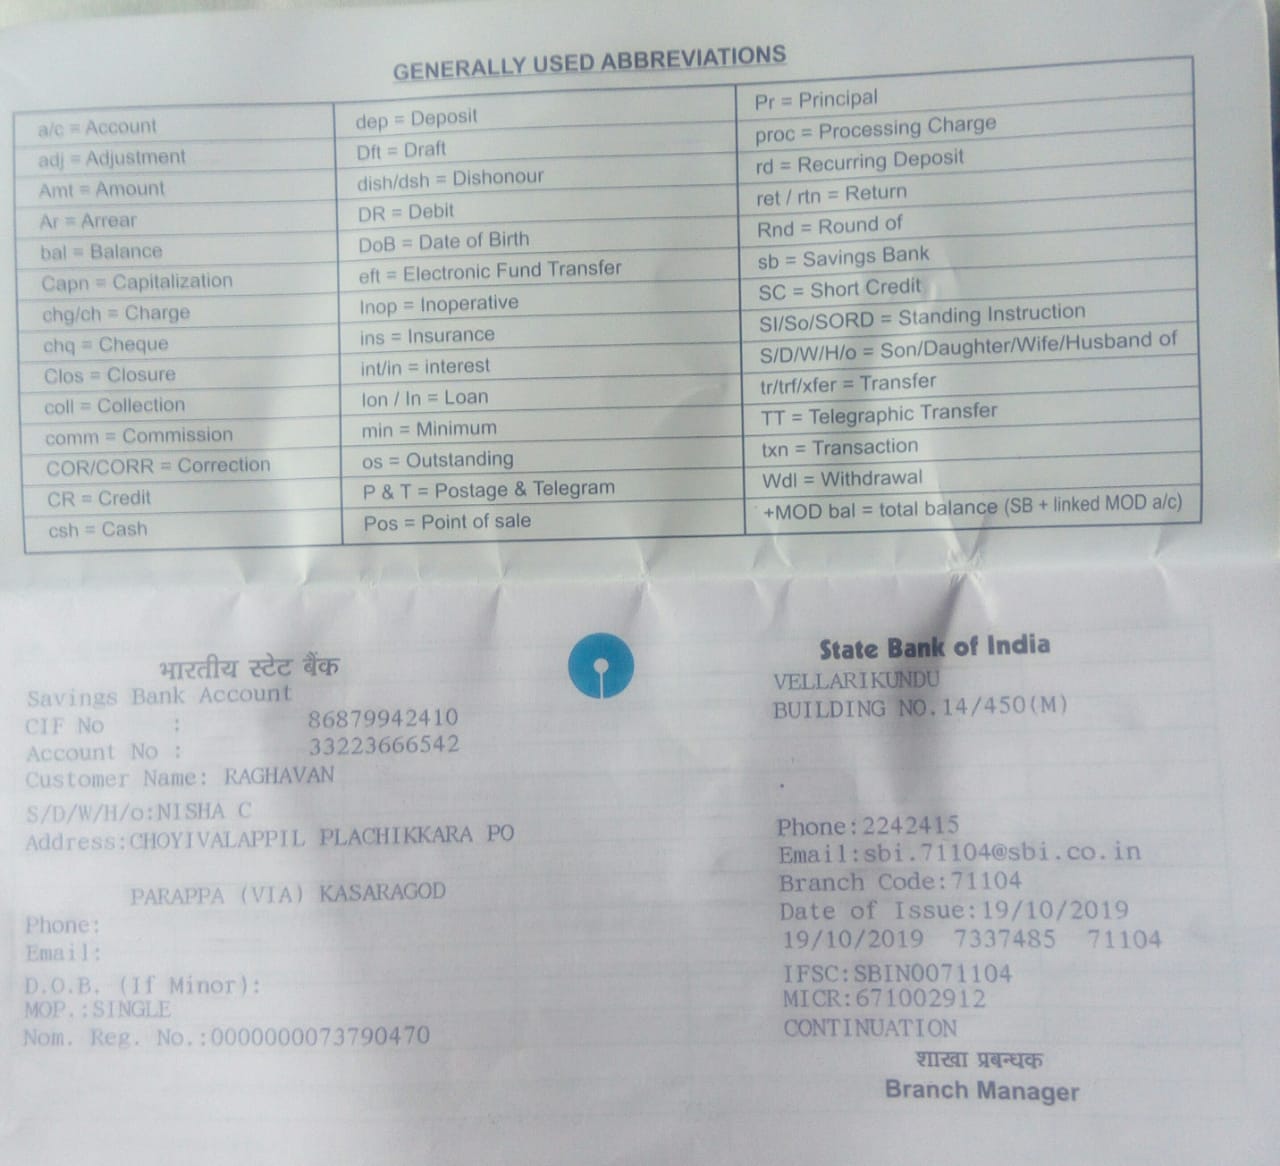 GENERALLY USED ABBREVIATIONS
a/c = Account
adj = Adjustment
Amt = Amount
Ar = Arrear
bal = Balance
Capn = Capitalization
chg/ch = Charge
chq = Cheque
Clos = Closure
coll = Collection
comm = Commission
COR/CORR = Correction
CR = Credit
csh = Cash
dep = Deposit
Dft = Draft
dish/dsh = Dishonour
DR = Debit
DoB = Date of Birth
eft = Electronic Fund Transfer
Inop = Inoperative
ins = Insurance
int/in = interest
lon / ln = Loan
min = Minimum
os = Outstanding
P & T = Postage & Telegram
Pos = Point of sale
Pr = Principal
proc = Processing Charge
rd = Recurring Deposit
ret / rtn = Return
Rnd = Round of
sb = Savings Bank
SC = Short Credit
SI/So/SORD = Standing Instruction
S/D/W/H/o = Son/Daughter/Wife/Husband of
tr/trf/xfer = Transfer
TT = Telegraphic Transfer
txn = Transaction
Wdl = Withdrawal
+MOD bal = total balance (SB + linked MOD a/c)
भारतीय स्टेट बैंक
Savings Bank Account
CIF No : 86879942410
Account No : 33223666542
Customer Name: RAGHAVAN
S/D/W/H/o:NISHA C
Address:CHOYIVALAPPIL PLACHIKKARA PO
PARAPPA (VIA) KASARAGOD
Phone:
Email:
D.O.B. (If Minor):
MOP.:SINGLE
Nom. Reg. No.:0000000073790470
State Bank of India
VELLARIKUNDU
BUILDING NO.14/450(M)
.
Phone:2242415
Email:sbi.71104@sbi.co.in
Branch Code:71104
Date of Issue:19/10/2019
19/10/2019 7337485 71104
IFSC:SBIN0071104
MICR:671002912
CONTINUATION
शाखा प्रबन्धक
Branch Manager